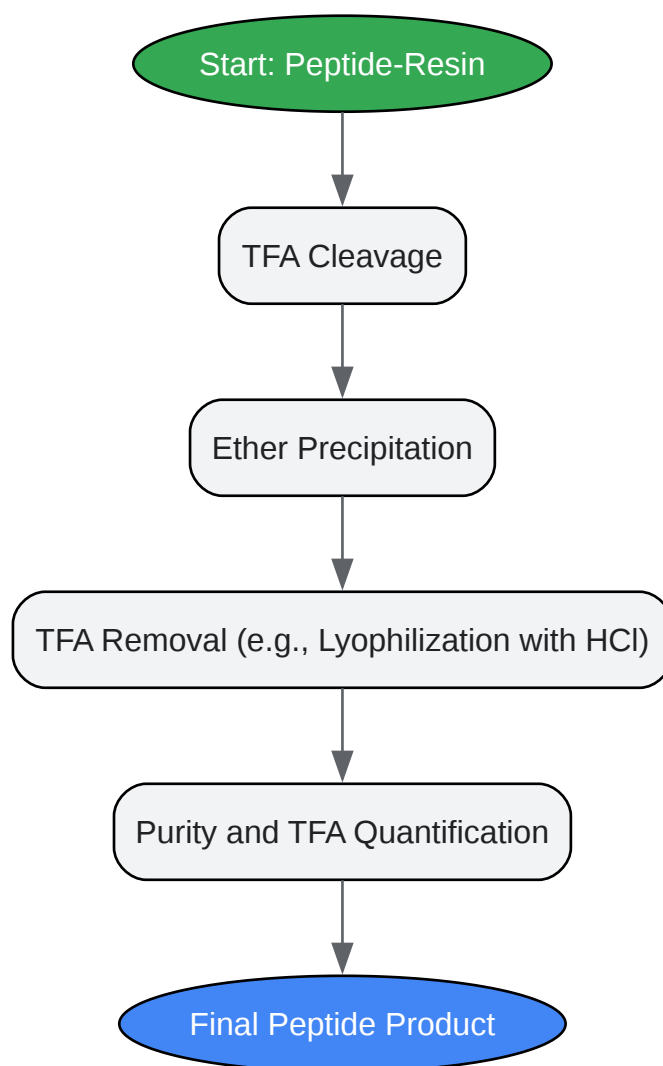 Start: Peptide-Resin
TFA Cleavage
Ether Precipitation
TFA Removal (e.g., Lyophilization with HCl)
Purity and TFA Quantification
Final Peptide Product